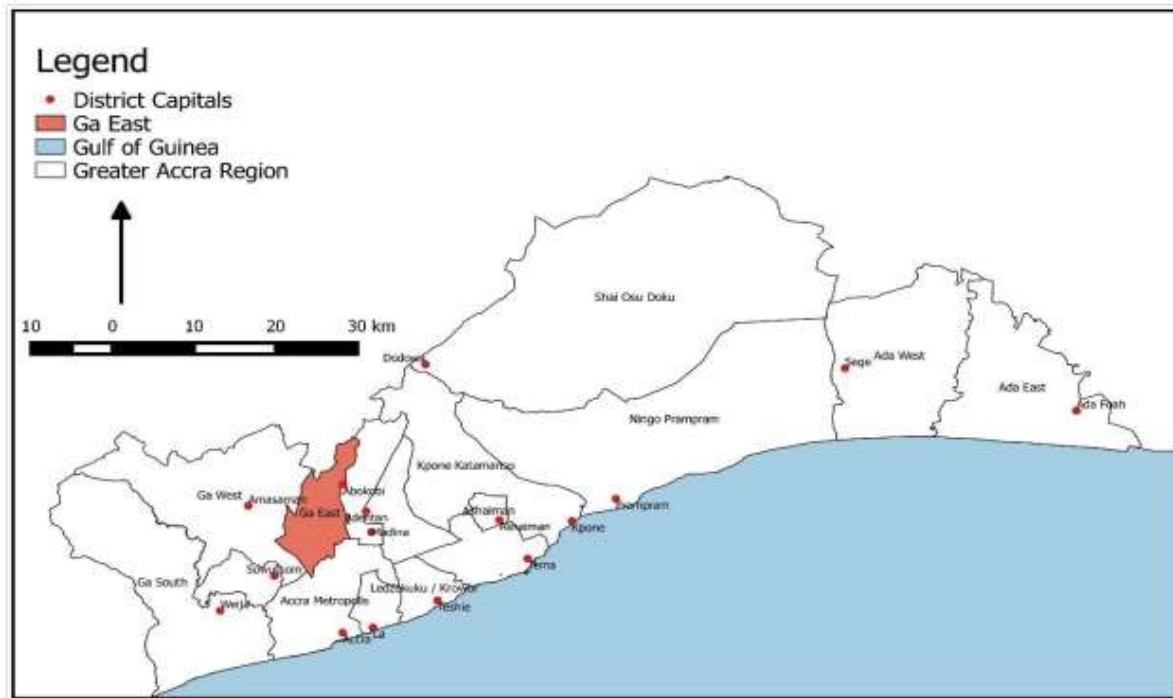 Legend
District Capitals
Ga East
Gulf of Guinea
Greater Accra Region
10 0 10 20 30 km
Shai Osu Doku
Dodowa
Sege
Ada West
Ada East
Ada Foah
Ningo Prampram
Kpone Katamanso
Ga West
Amasaman
Abokobi
Ga East
Adentan
Madina
Ashaiman
Ashaiman
Prampram
Kpone
Tema
Ga South
Sowutuom
Weija
Accra Metropolis
Ledzokuku / Krowor
Teshie
Accra
La